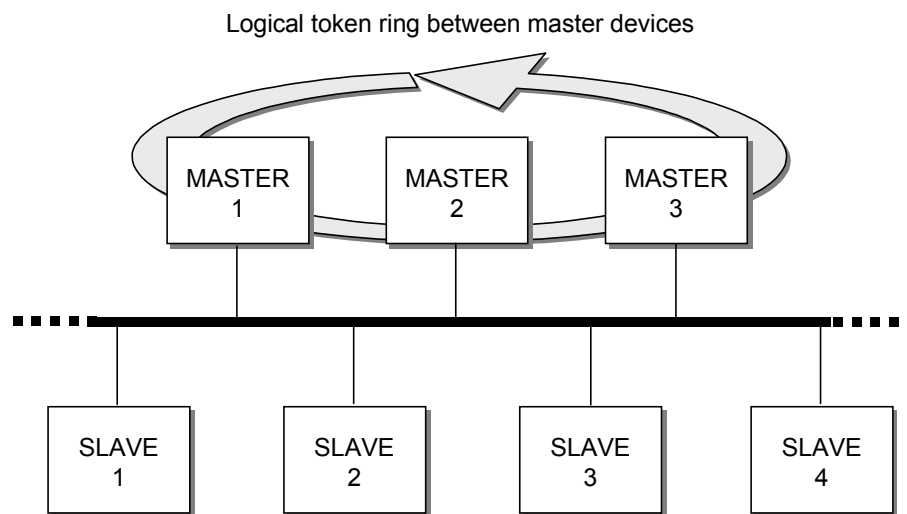 Logical token ring between master devices
MASTER
1
MASTER
2
MASTER
3
SLAVE
1
SLAVE
2
SLAVE
3
SLAVE
4